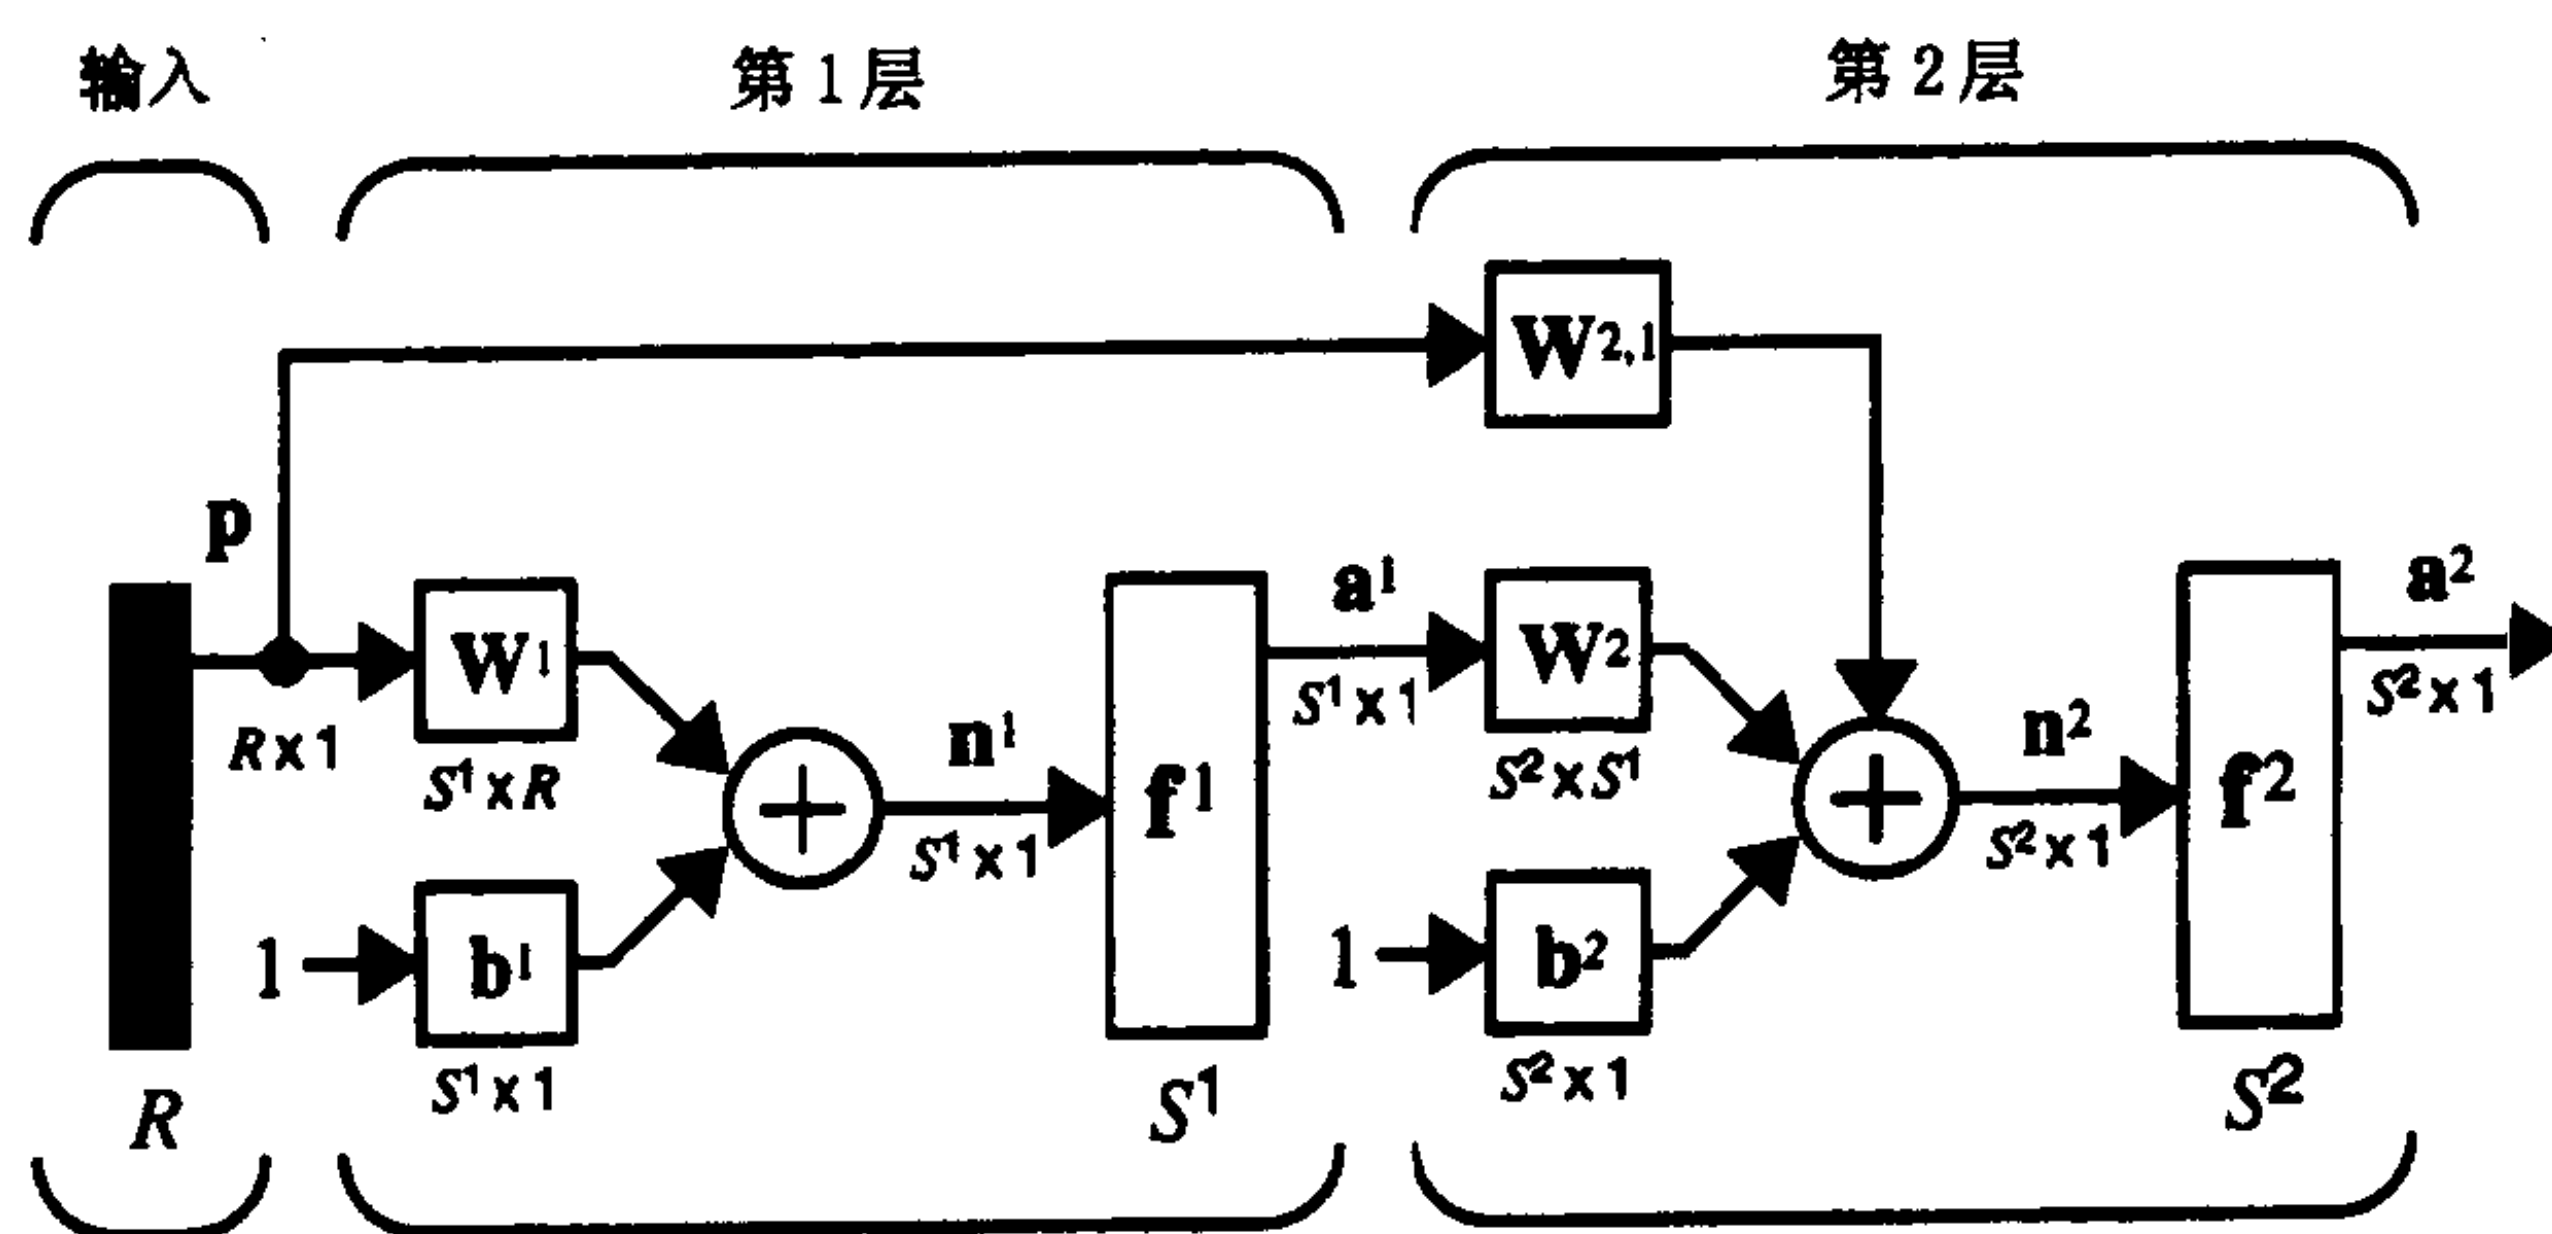 输入 第1层 第2层
W2,1
p a1 a2
W1 W2
R×1 S1×1 S2×1
n1 n2
S1×R S2×S1
f1 f2
S1×1 S2×1
1 b1 1 b2
S1×1 S2×1
R S1 S2